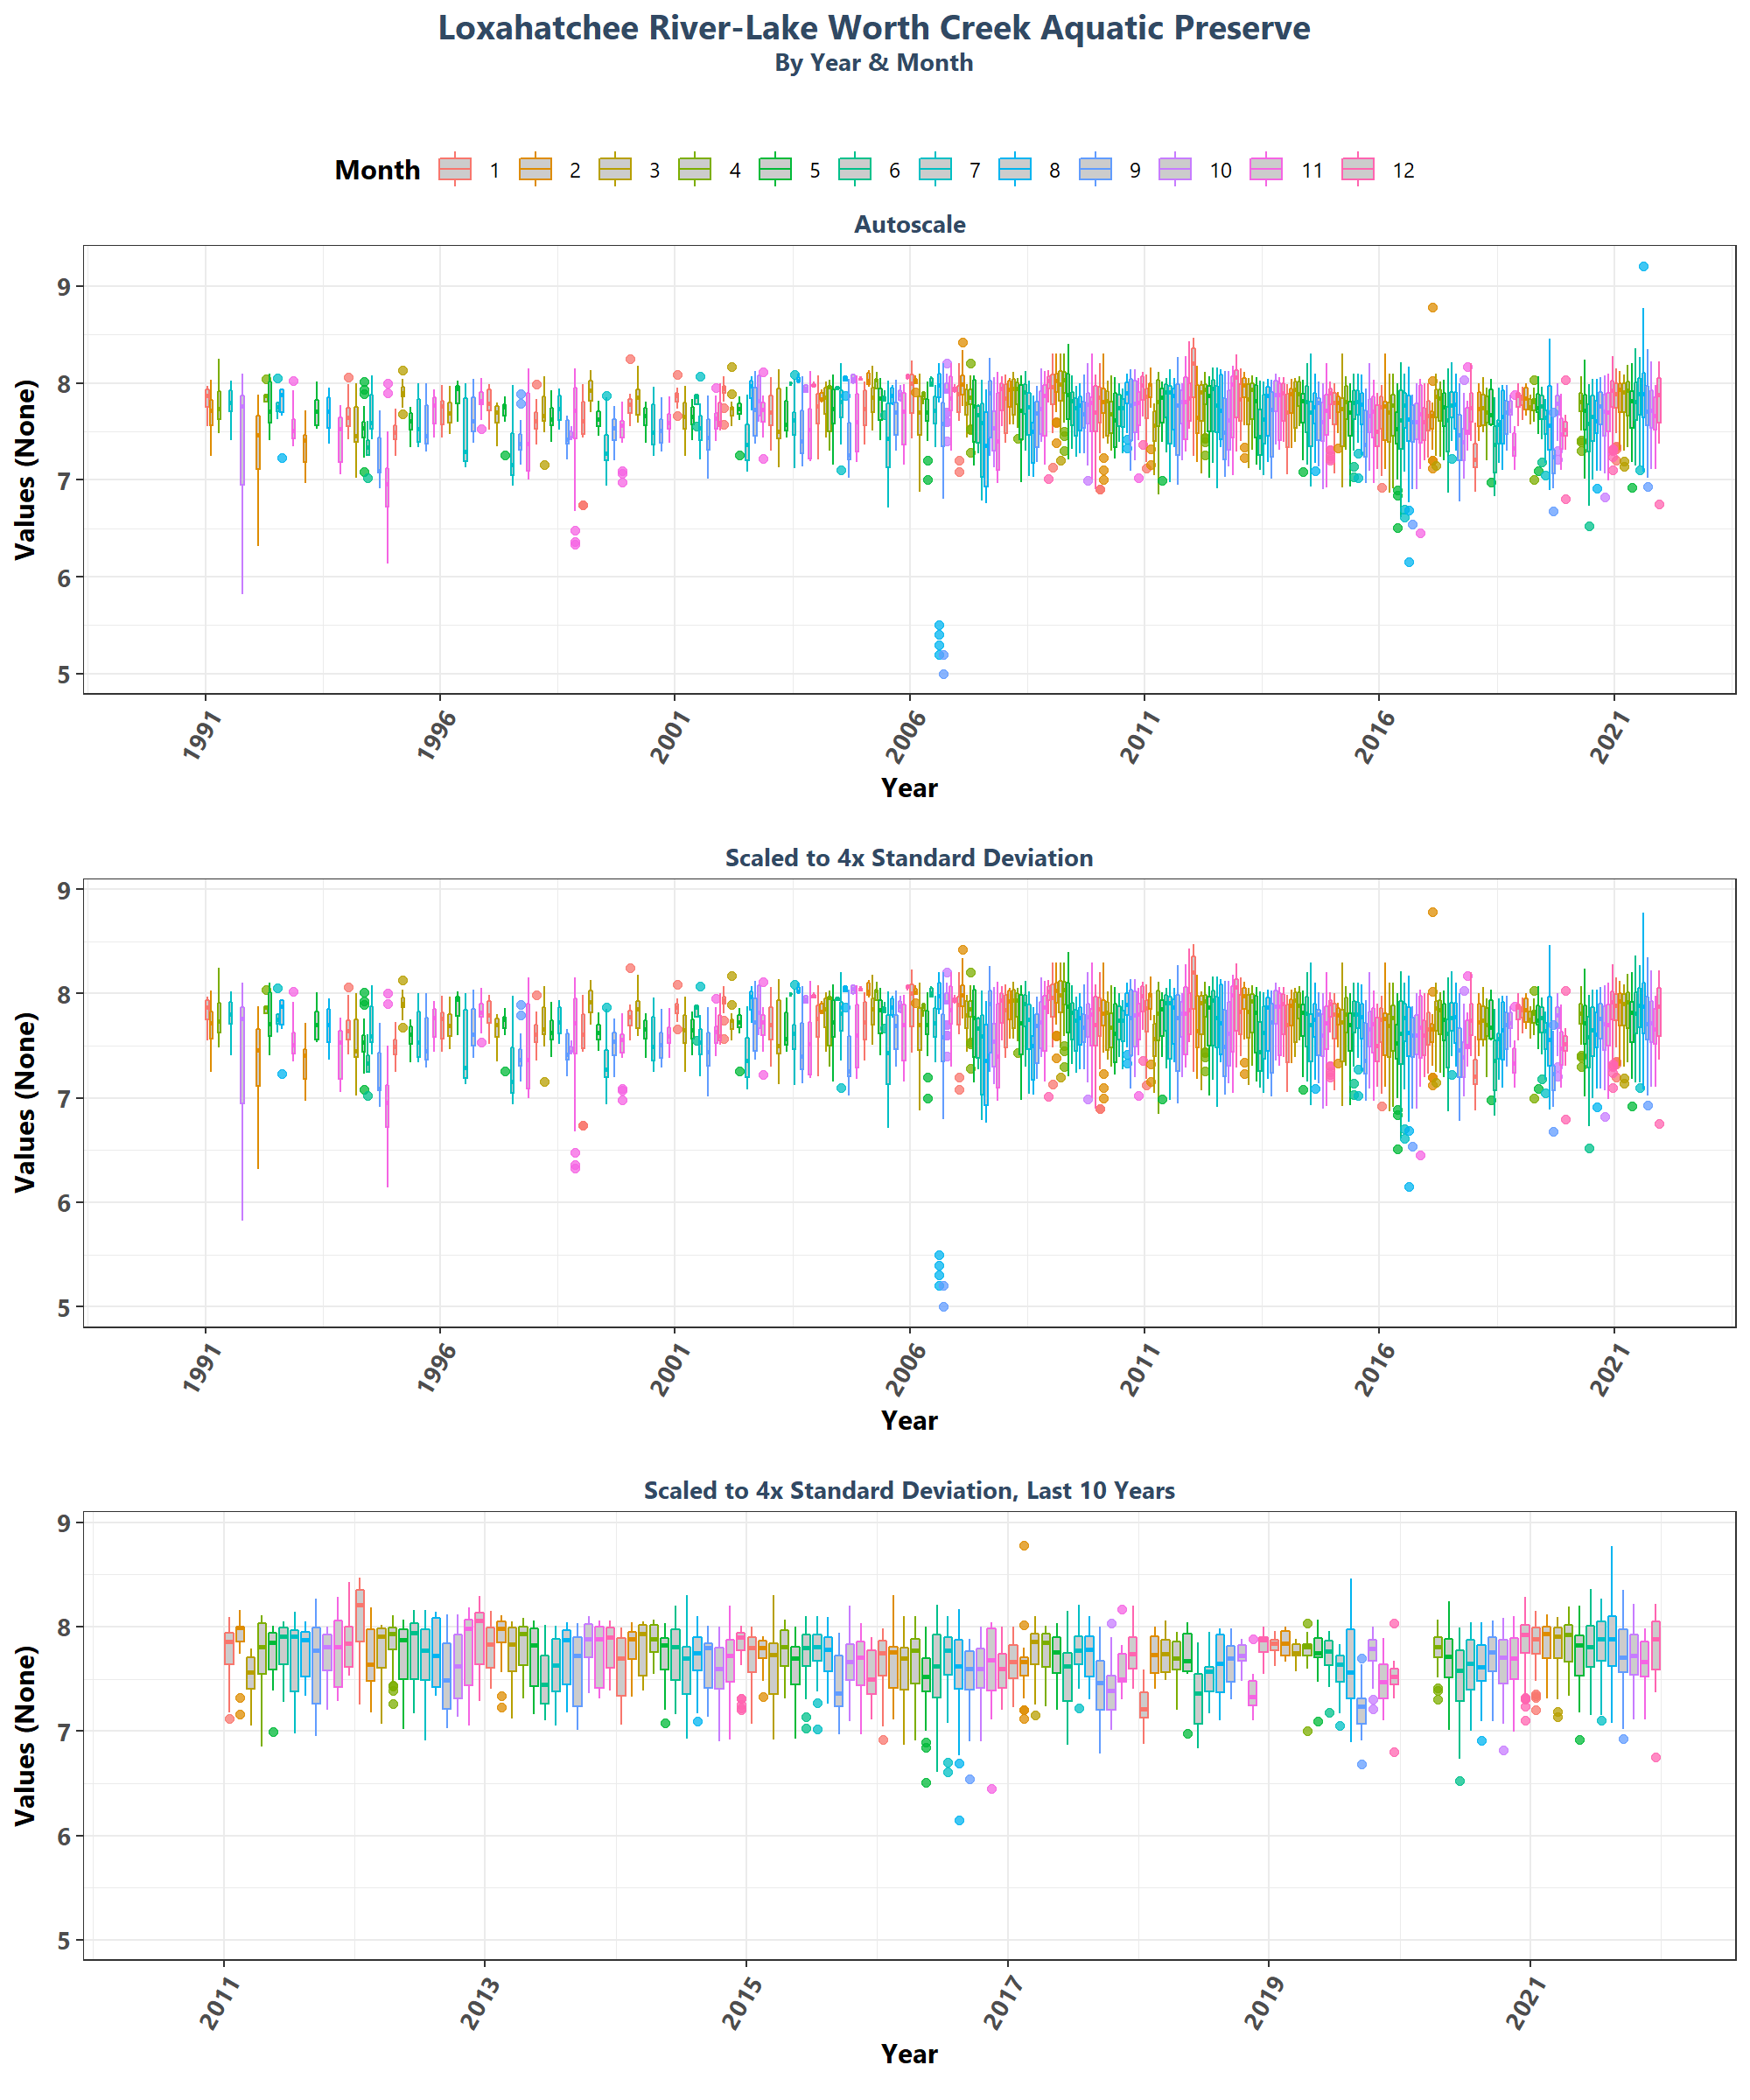 Loxahatchee River-Lake Worth Creek Aquatic Preserve
By Year & Month
Month 1 2 3 4 5 6 7 8 9 10 11 12
Autoscale
Values (None)
9
8
7
6
5
1991 1996 2001 2006 2011 2016 2021
Year
Scaled to 4x Standard Deviation
Values (None)
9
8
7
6
5
1991 1996 2001 2006 2011 2016 2021
Year
Scaled to 4x Standard Deviation, Last 10 Years
Values (None)
9
8
7
6
5
2011 2013 2015 2017 2019 2021
Year